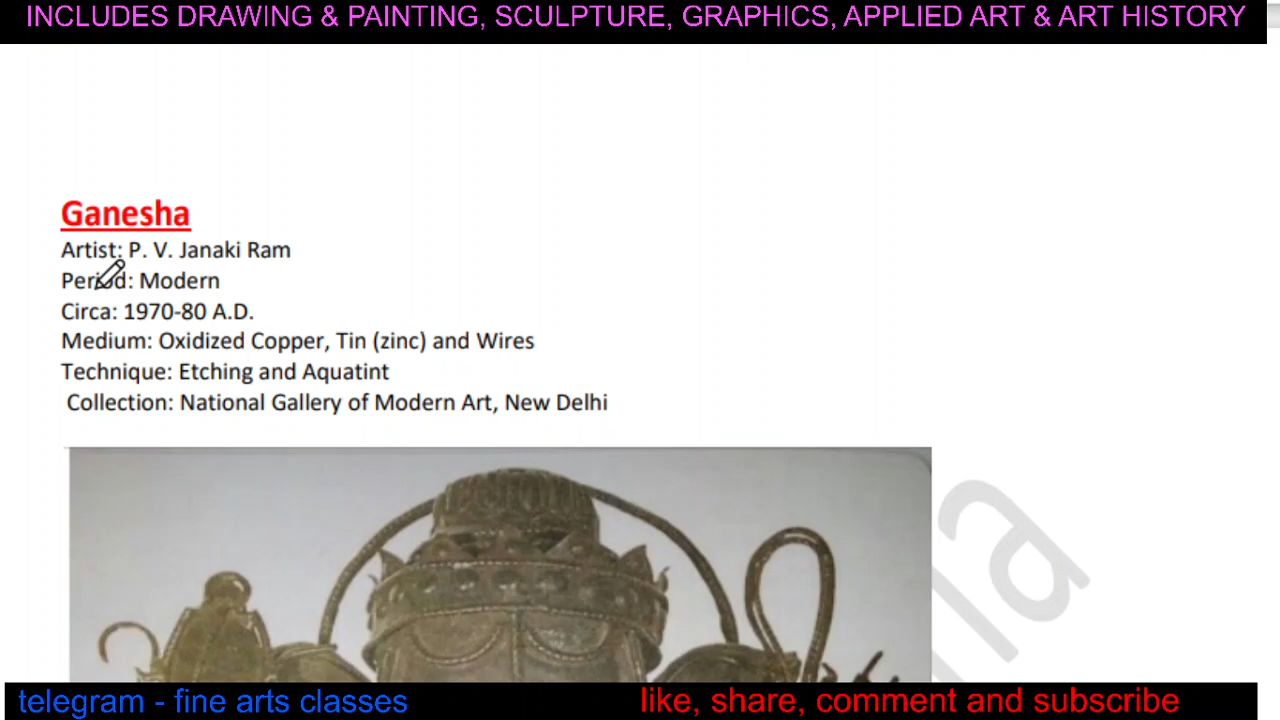 INCLUDES DRAWING & PAINTING, SCULPTURE, GRAPHICS, APPLIED ART & ART HISTORY
Ganesha
Artist: P. V. Janaki Ram
Period: Modern
Circa: 1970-80 A.D.
Medium: Oxidized Copper, Tin (zinc) and Wires
Technique: Etching and Aquatint
Collection: National Gallery of Modern Art, New Delhi
telegram - fine arts classes
like, share, comment and subscribe